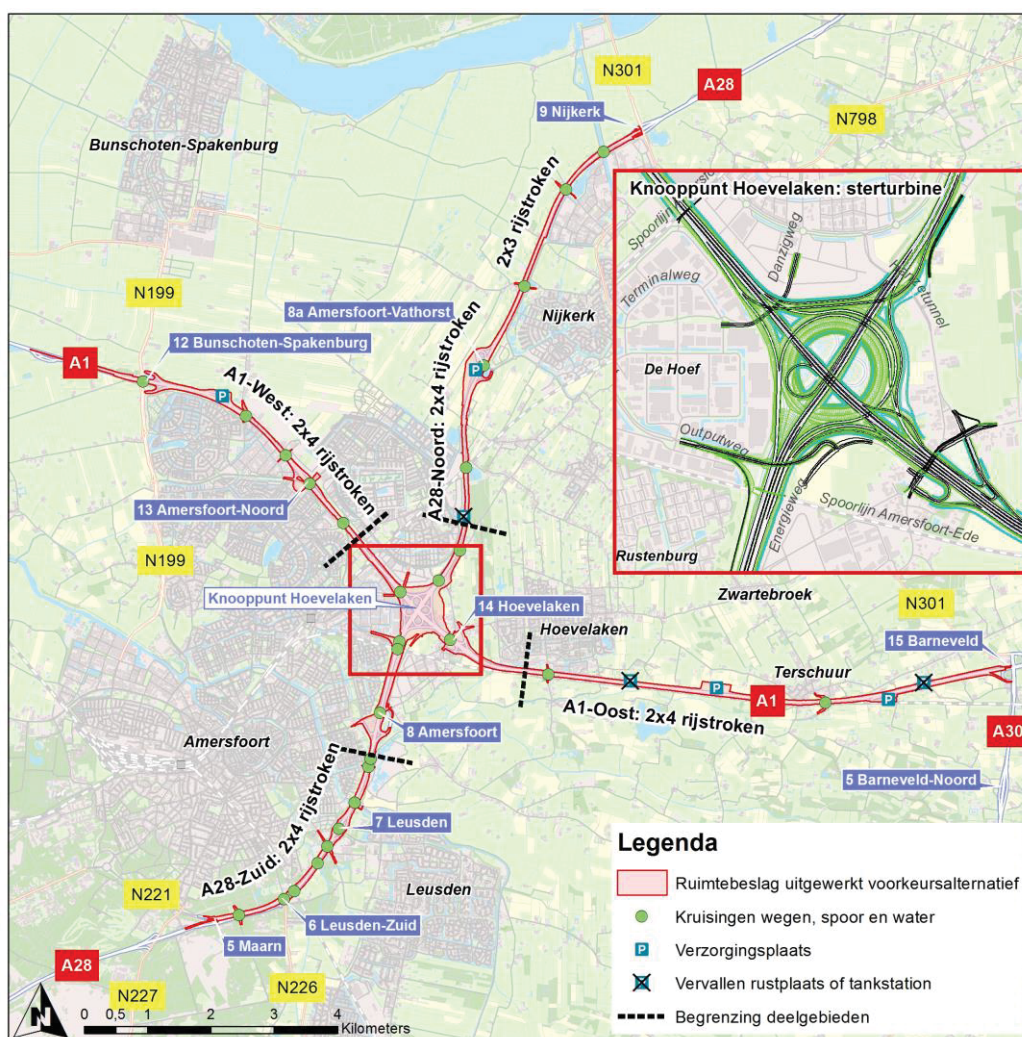 N301
A28
9 Nijkerk
N798
Bunschoten-Spakenburg
2x3 rijstroken
Knooppunt Hoevelaken: sterturbine
Danzigweg
Terminalweg
De Hoef
Outputweg
Energieweg
Spoorlijn Amersfoort-Ede
Rustenburg
N199
8a Amersfoort-Vathorst
Nijkerk
12 Bunschoten-Spakenburg
A1
A1-West: 2x4 rijstroken
A28-Noord: 2x4 rijstroken
13 Amersfoort-Noord
N199
Knooppunt Hoevelaken
14 Hoevelaken
Hoevelaken
Zwartebroek
N301
15 Barneveld
Terschuur
A1
A1-Oost: 2x4 rijstroken
A30
5 Barneveld-Noord
Amersfoort
8 Amersfoort
7 Leusden
A28-Zuid: 2x4 rijstroken
Leusden
N221
6 Leusden-Zuid
5 Maarn
A28
N227
N226
N
0 0,5 1 2 3 4
Kilometers
Legenda
Ruimtebeslag uitgewerkt voorkeursalternatief
Kruisingen wegen, spoor en water
P Verzorgingsplaats
Vervallen rustplaats of tankstation
Begrenzing deelgebieden